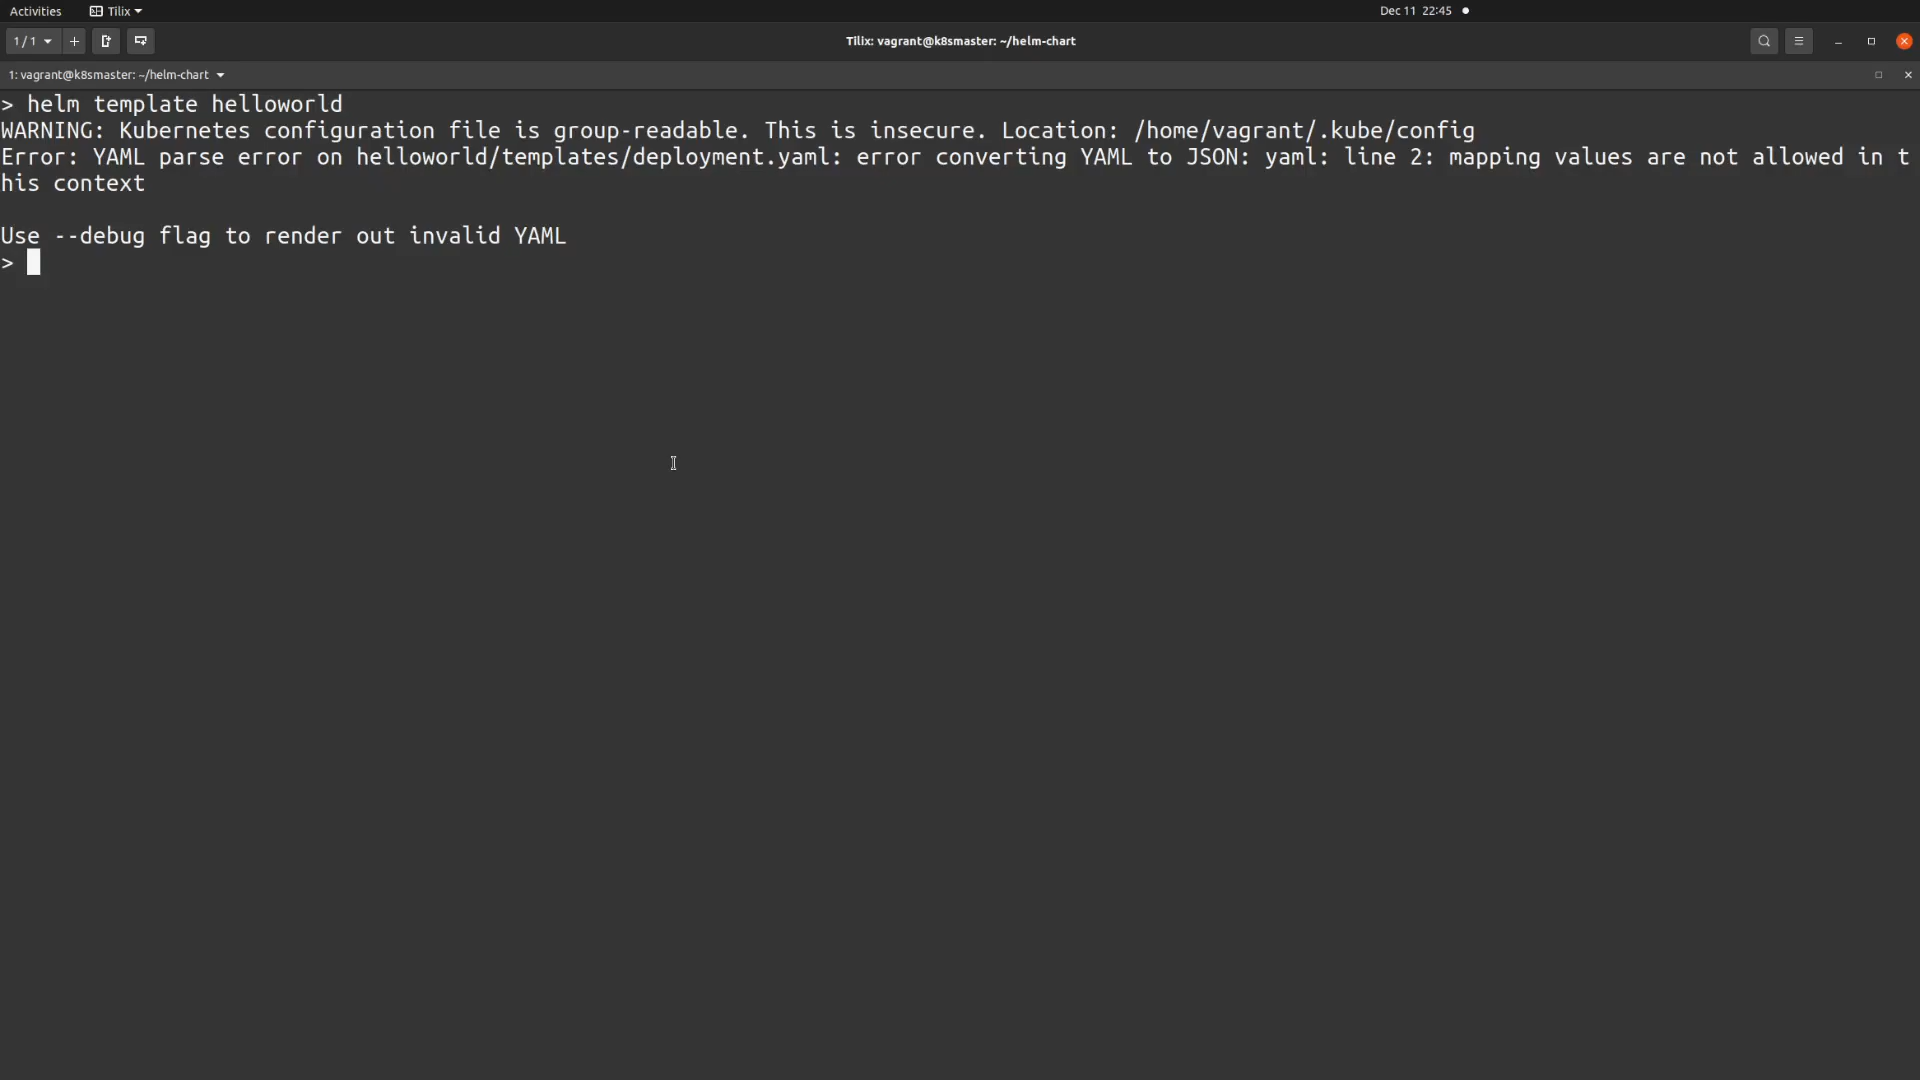 Activities Tilix Dec 11 22:45
1 / 1 Tilix: vagrant@k8smaster: ~/helm-chart
1: vagrant@k8smaster: ~/helm-chart
> helm template helloworld
WARNING: Kubernetes configuration file is group-readable. This is insecure. Location: /home/vagrant/.kube/config
Error: YAML parse error on helloworld/templates/deployment.yaml: error converting YAML to JSON: yaml: line 2: mapping values are not allowed in t
his context
Use --debug flag to render out invalid YAML
>